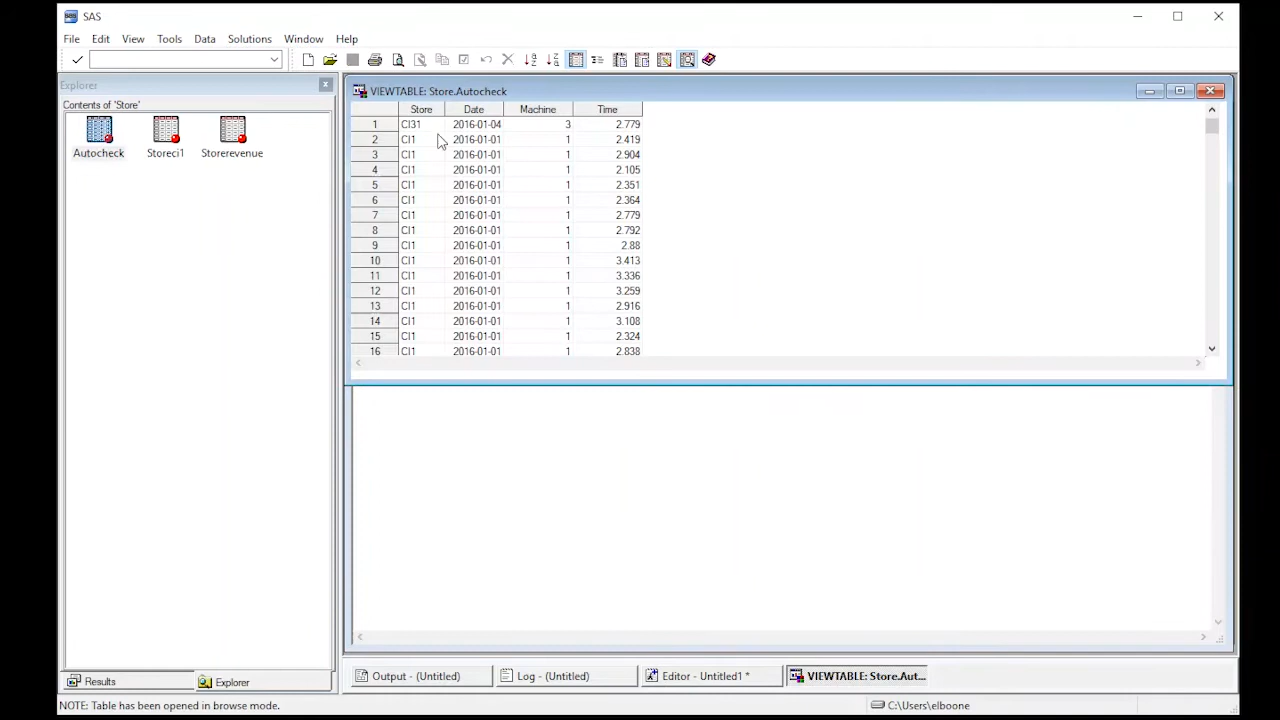 SAS
File Edit View Tools Data Solutions Window Help
Explorer
Contents of 'Store'
Autocheck Storeci1 Storerevenue
VIEWTABLE: Store.Autocheck
Store Date Machine Time
1 CI31 2016-01-04 3 2.779
2 CI1 2016-01-01 1 2.419
3 CI1 2016-01-01 1 2.904
4 CI1 2016-01-01 1 2.105
5 CI1 2016-01-01 1 2.351
6 CI1 2016-01-01 1 2.364
7 CI1 2016-01-01 1 2.779
8 CI1 2016-01-01 1 2.792
9 CI1 2016-01-01 1 2.88
10 CI1 2016-01-01 1 3.413
11 CI1 2016-01-01 1 3.336
12 CI1 2016-01-01 1 3.259
13 CI1 2016-01-01 1 2.916
14 CI1 2016-01-01 1 3.108
15 CI1 2016-01-01 1 2.324
16 CI1 2016-01-01 1 2.838
Results Explorer
Output - (Untitled) Log - (Untitled) Editor - Untitled1 * VIEWTABLE: Store.Aut...
NOTE: Table has been opened in browse mode. C:\Users\elboone